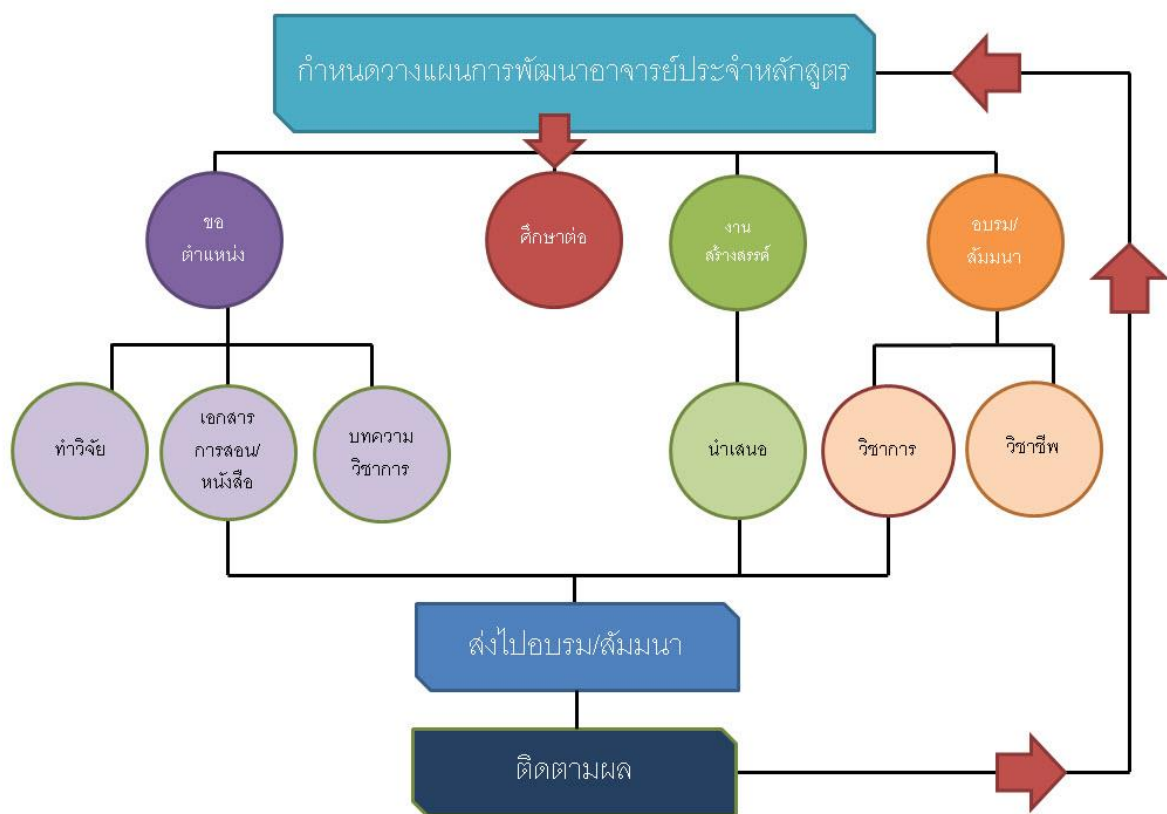 กำหนดวางแผนการพัฒนาอาจารย์ประจำหลักสูตร
ขอ
ตำแหน่ง
ศึกษาต่อ
งาน
สร้างสรรค์
อบรม/
สัมมนา
ทำวิจัย
เอกสาร
การสอน/
หนังสือ
บทความ
วิชาการ
นำเสนอ
วิชาการ
วิชาชีพ
ส่งไปอบรม/สัมมนา
ติดตามผล